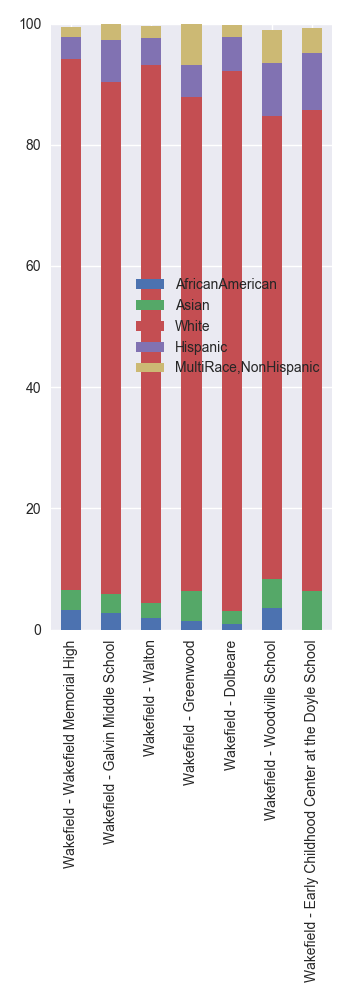 100
80
60
40
20
0
AfricanAmerican
Asian
White
Hispanic
MultiRace,NonHispanic
Wakefield - Wakefield Memorial High
Wakefield - Galvin Middle School
Wakefield - Walton
Wakefield - Greenwood
Wakefield - Dolbeare
Wakefield - Woodville School
Wakefield - Early Childhood Center at the Doyle School